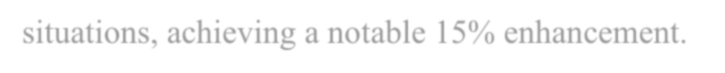 situations, achieving a notable 15% enhancement.